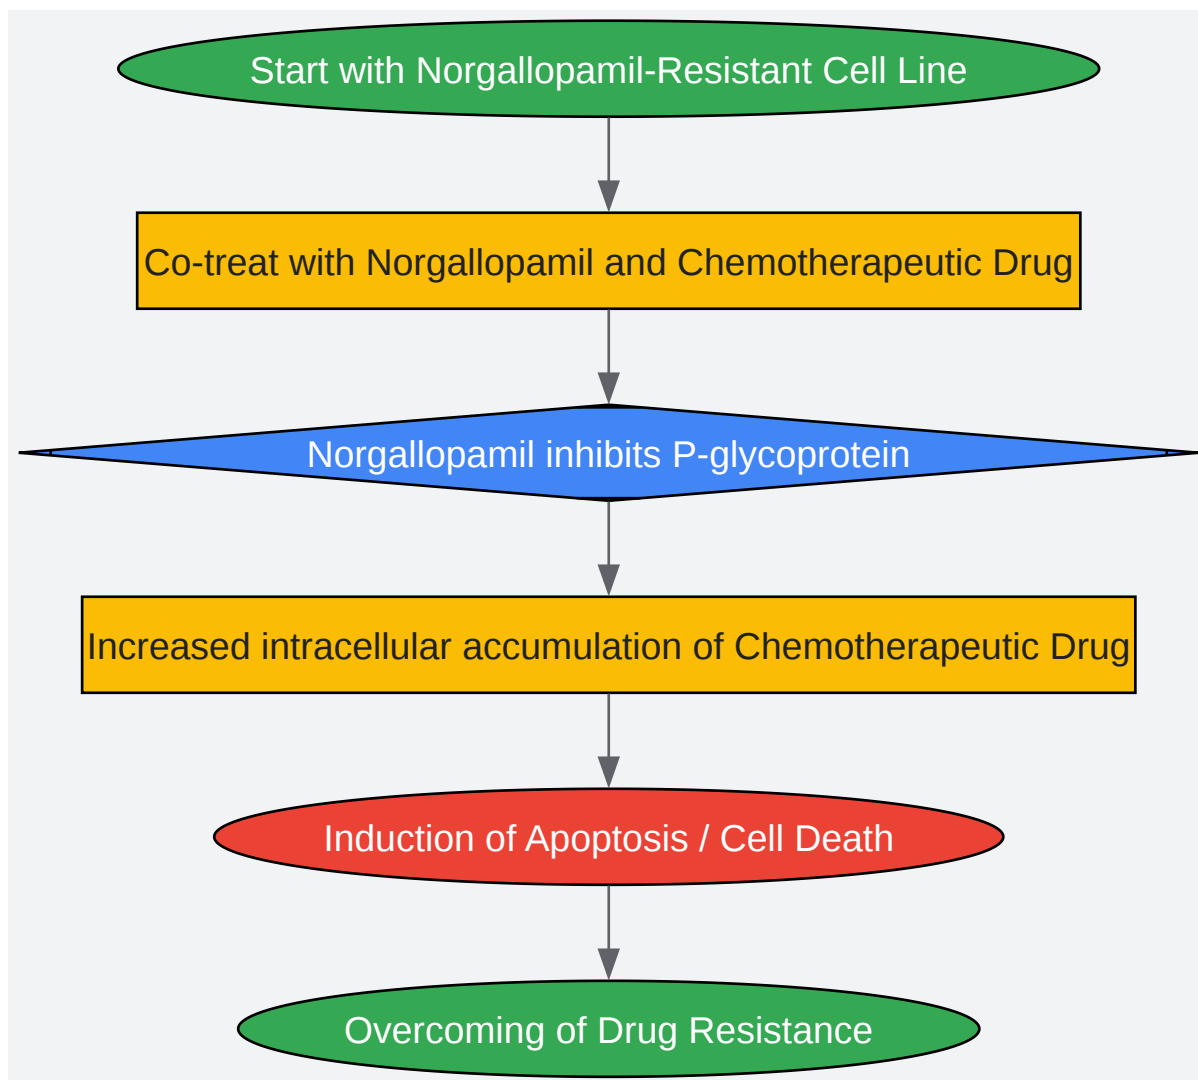 Start with Norgallopamil-Resistant Cell Line
Co-treat with Norgallopamil and Chemotherapeutic Drug
Norgallopamil inhibits P-glycoprotein
Increased intracellular accumulation of Chemotherapeutic Drug
Induction of Apoptosis / Cell Death
Overcoming of Drug Resistance